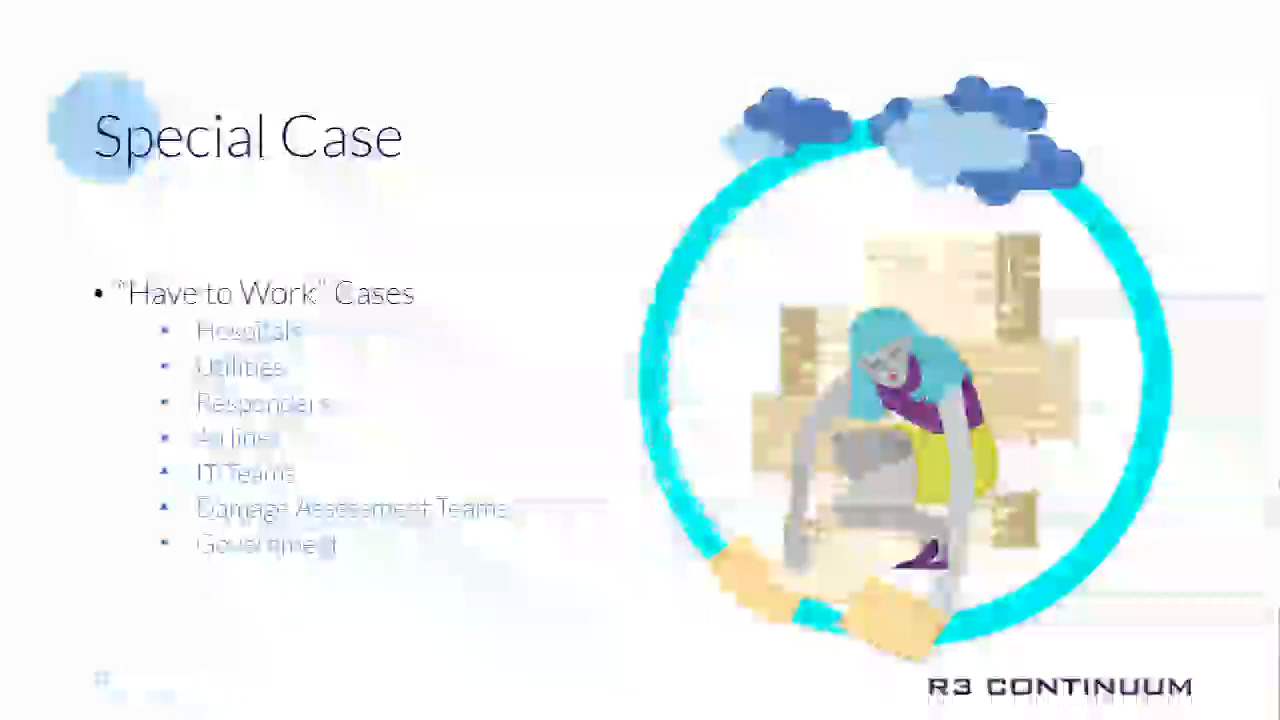 Special Case
• "Have to Work" Cases
• Hospitals
• Utilities
• Responders
• Airlines
• IT Teams
• Damage Assessment Teams
• Government
R3 CONTINUUM